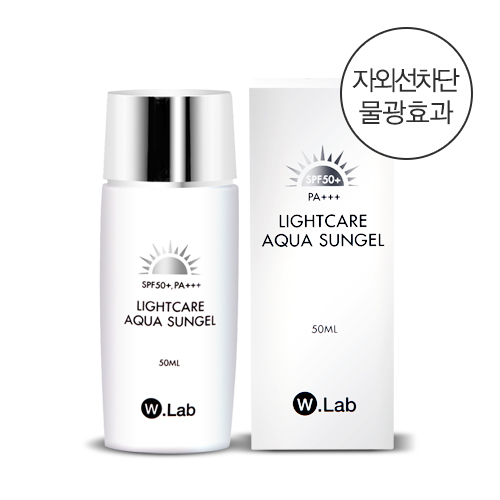 자외선차단
물광효과
SPF50+
PA+++
LIGHTCARE
AQUA SUNGEL
50ML
W.Lab
SPF50+, PA+++
LIGHTCARE
AQUA SUNGEL
50ML
W.Lab